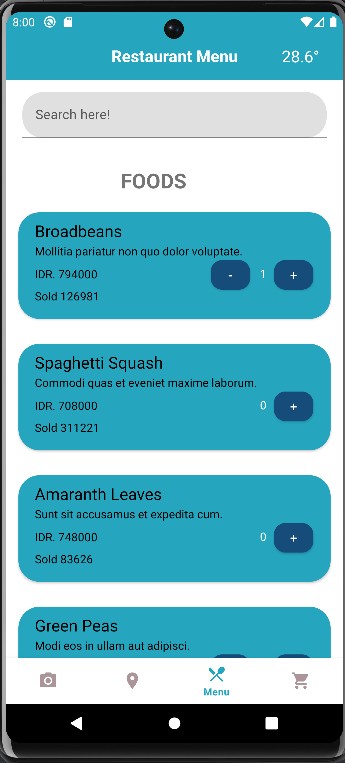 8:00
Restaurant Menu 28.6°
Search here!
FOODS
Broadbeans
Mollitia pariatur non quo dolor voluptate.
IDR. 794000 - 1 +
Sold 126981
Spaghetti Squash
Commodi quas et eveniet maxime laborum.
IDR. 708000 0 +
Sold 311221
Amaranth Leaves
Sunt sit accusamus et expedita cum.
IDR. 748000 0 +
Sold 83626
Green Peas
Modi eos in ullam aut adipisci.
Menu